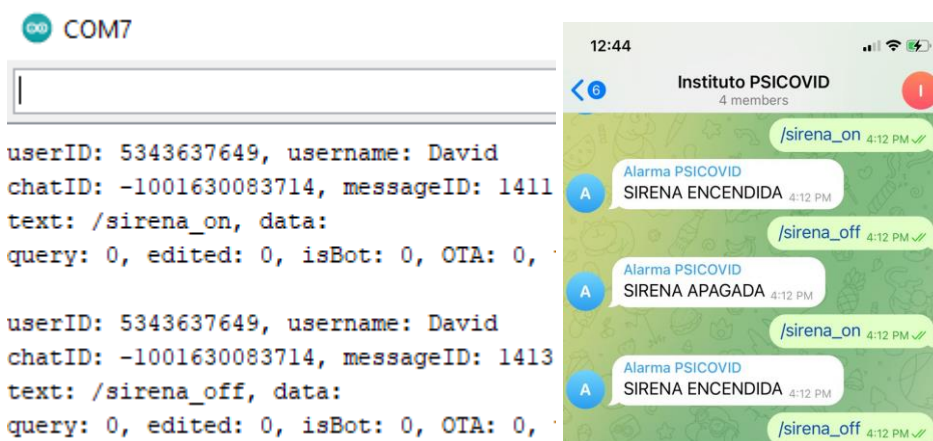 COM7
userID: 5343637649, username: David
chatID: -1001630083714, messageID: 1411
text: /sirena_on, data:
query: 0, edited: 0, isBot: 0, OTA: 0,
userID: 5343637649, username: David
chatID: -1001630083714, messageID: 1413
text: /sirena_off, data:
query: 0, edited: 0, isBot: 0, OTA: 0,
12:44
6
Instituto PSICOVID
4 members
I
/sirena_on 4:12 PM
Alarma PSICOVID
A
SIRENA ENCENDIDA 4:12 PM
/sirena_off 4:12 PM
Alarma PSICOVID
A
SIRENA APAGADA 4:12 PM
/sirena_on 4:12 PM
Alarma PSICOVID
A
SIRENA ENCENDIDA 4:12 PM
/sirena_off 4:12 PM